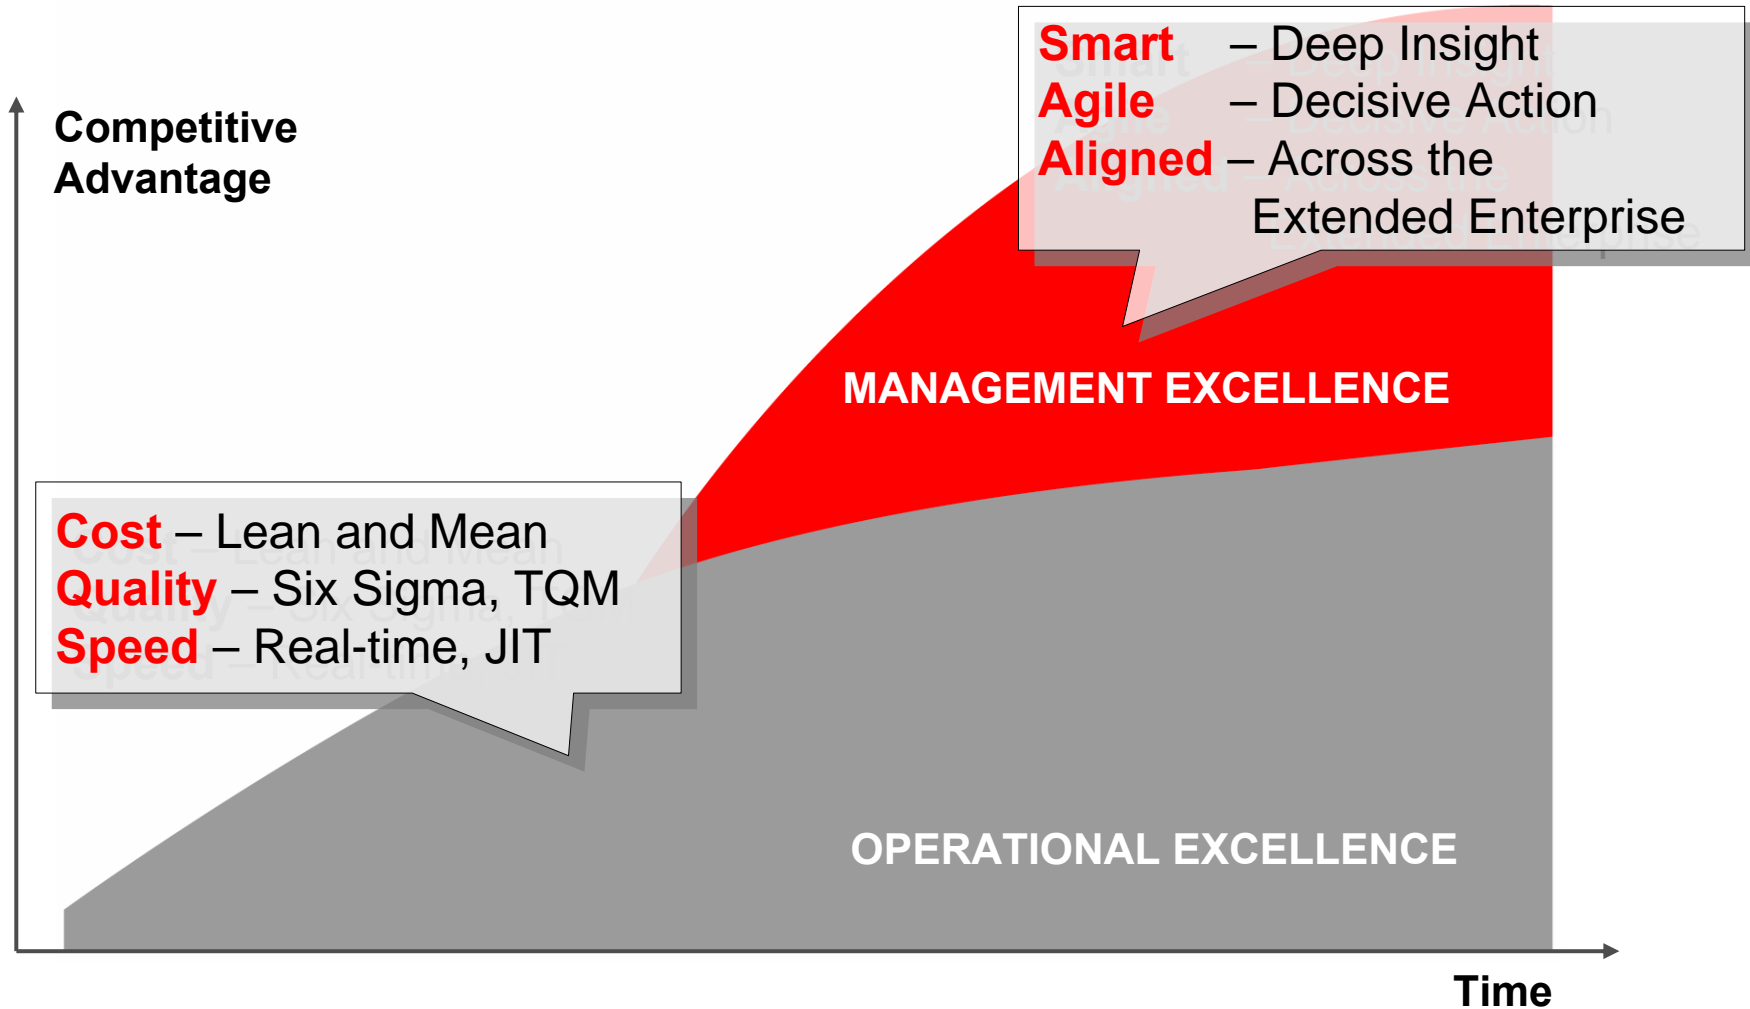 Competitive
Advantage
Smart – Deep Insight
Agile – Decisive Action
Aligned – Across the
Extended Enterprise
MANAGEMENT EXCELLENCE
Cost – Lean and Mean
Quality – Six Sigma, TQM
Speed – Real-time, JIT
OPERATIONAL EXCELLENCE
Time